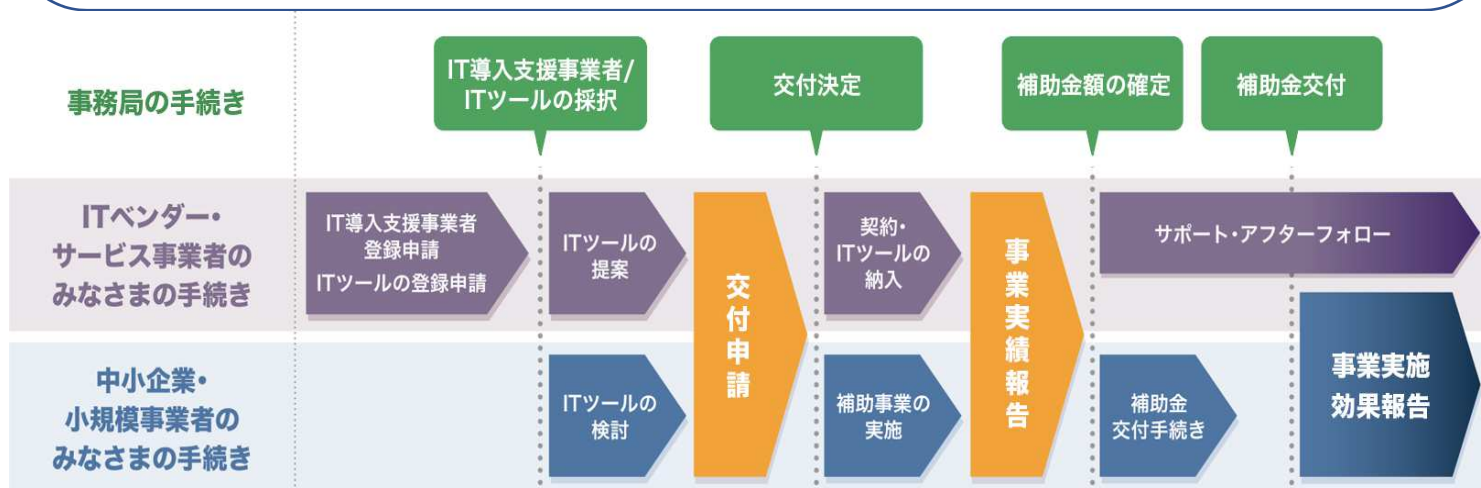 事務局の手続き
IT導入支援事業者/
ITツールの採択
交付決定
補助金額の確定
補助金交付
ITベンダー・
サービス事業者の
みなさまの手続き
IT導入支援事業者
登録申請
ITツールの登録申請
ITツールの
提案
交付申請
契約・
ITツールの
納入
事業実績報告
サポート・アフターフォロー
中小企業・
小規模事業者の
みなさまの手続き
ITツールの
検討
補助事業の
実施
補助金
交付手続き
事業実施
効果報告